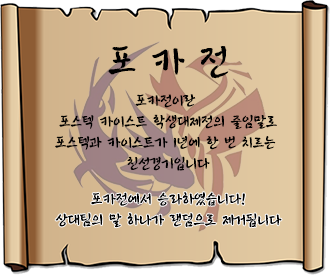 포카전
포카전이란
포스텍 카이스트 학생대제전의 줄임말로
포스텍과 카이스트가 1년에 한 번 치르는
친선경기입니다
포카전에서 승리하였습니다!
상대팀의 말 하나가 랜덤으로 제거됩니다